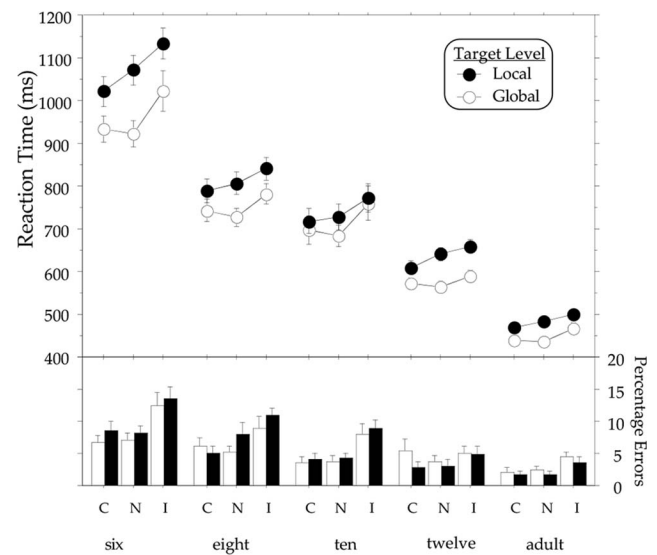 1200
1100
1000
900
800
700
600
500
400
Reaction Time (ms)
Target Level
Local
Global
20
15
10
5
0
Percentage Errors
C N I C N I C N I C N I C N I
six eight ten twelve adult